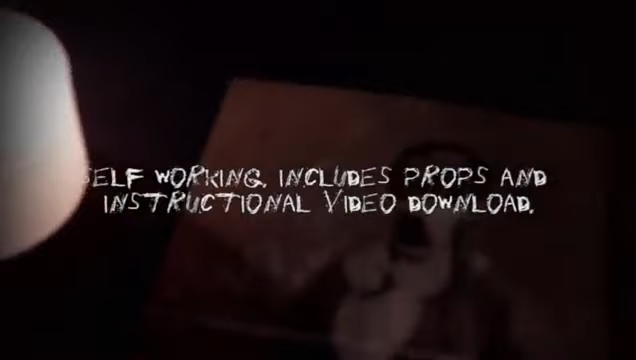 SELF WORKING. INCLUDES PROPS AND
INSTRUCTIONAL VIDEO DOWNLOAD.